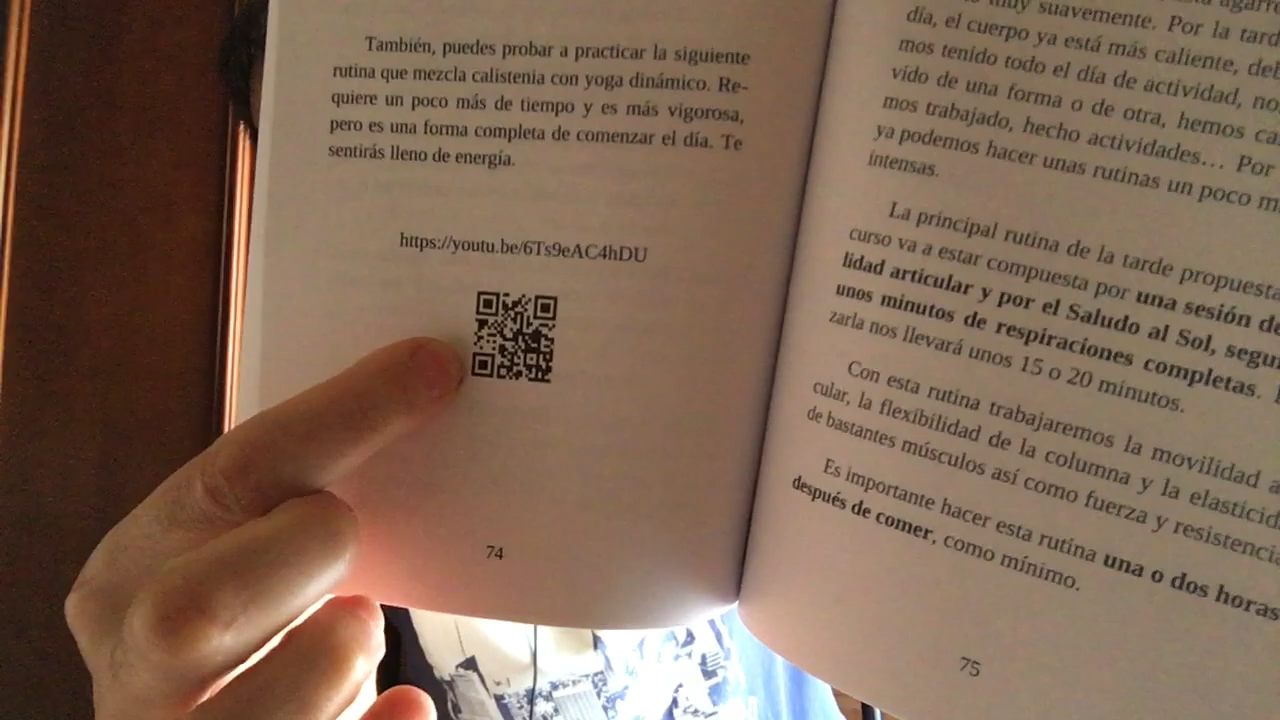 También, puedes probar a practicar la siguiente
rutina que mezcla calistenia con yoga dinámico. Re-
quiere un poco más de tiempo y es más vigorosa,
pero es una forma completa de comenzar el día. Te
sentirás lleno de energía.
https://youtu.be/6Ts9eAC4hDU
74
muy suavemente. Por la tard
día, el cuerpo ya está más caliente, deb
mos tenido todo el día de actividad, no
vido de una forma o de otra, hemos ca
mos trabajado, hecho actividades... Por
ya podemos hacer unas rutinas un poco m
intensas.
La principal rutina de la tarde propuesta
curso va a estar compuesta por una sesión de
lidad articular y por el Saludo al Sol, segui
unos minutos de respiraciones completas.
zarla nos llevará unos 15 o 20 minutos.
Con esta rutina trabajaremos la movilidad a
cular, la flexibilidad de la columna y la elasticid
de bastantes músculos así como fuerza y resistencia
Es importante hacer esta rutina una o dos horas
después de comer, como mínimo.
75